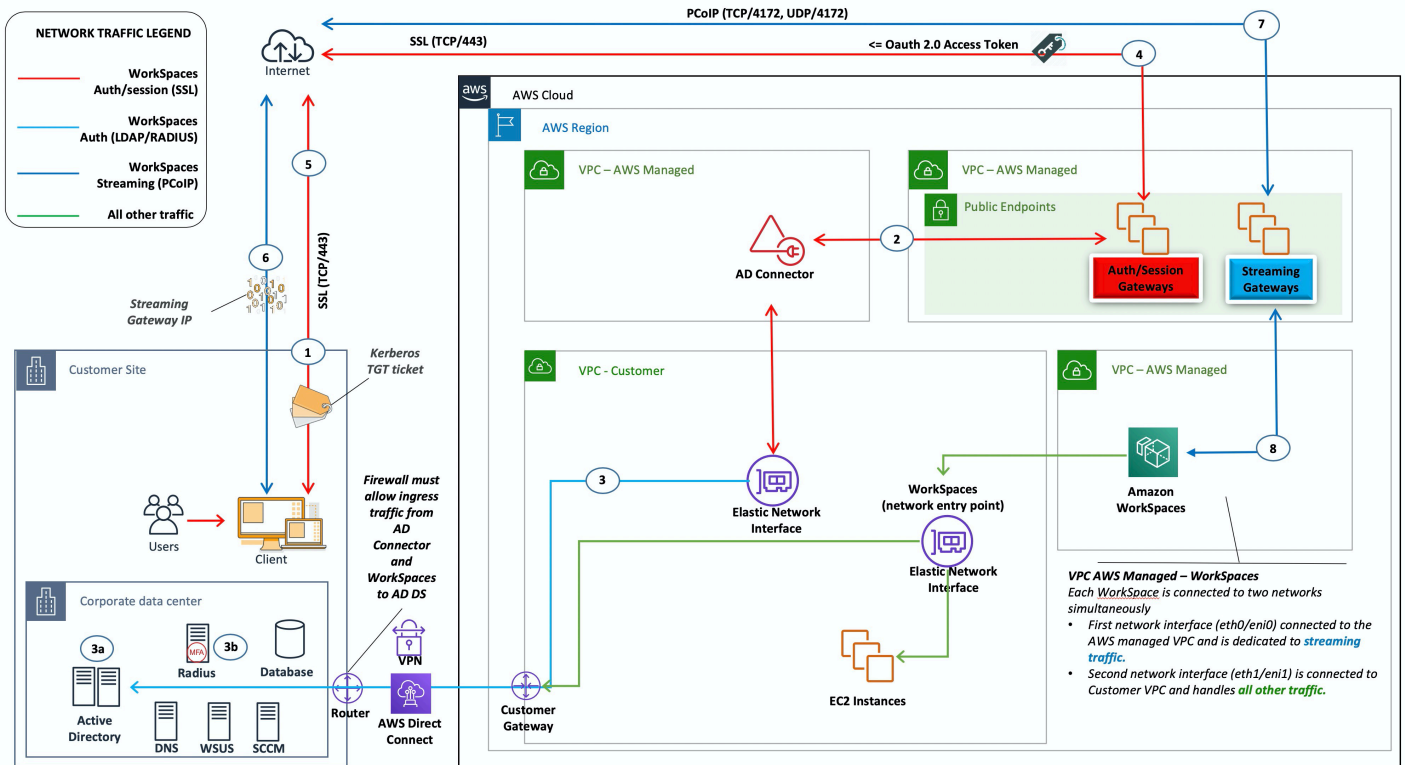 PCoIP (TCP/4172, UDP/4172)
7
NETWORK TRAFFIC LEGEND
WorkSpaces
Auth/session (SSL)
WorkSpaces
Auth (LDAP/RADIUS)
WorkSpaces
Streaming (PCoIP)
All other traffic
Internet
SSL (TCP/443)
<= Oauth 2.0 Access Token
4
aws
AWS Cloud
AWS Region
VPC – AWS Managed
AD Connector
2
VPC – AWS Managed
Public Endpoints
Auth/Session
Gateways
Streaming
Gateways
5
SSL (TCP/443)
6
Streaming
Gateway IP
1
Kerberos
TGT ticket
Customer Site
Users
Client
Firewall must
allow ingress
traffic from
AD
Connector
and
WorkSpaces
to AD DS
Corporate data center
3a
MFA
3b
Radius
Database
Active
Directory
DNS
WSUS
SCCM
Router
VPN
AWS Direct
Connect
Customer
Gateway
VPC - Customer
3
Elastic Network
Interface
WorkSpaces
(network entry point)
Elastic Network
Interface
EC2 Instances
VPC – AWS Managed
8
Amazon
WorkSpaces
VPC AWS Managed – WorkSpaces
Each WorkSpace is connected to two networks
simultaneously
• First network interface (eth0/eni0) connected to the
AWS managed VPC and is dedicated to streaming
traffic.
• Second network interface (eth1/eni1) is connected to
Customer VPC and handles all other traffic.